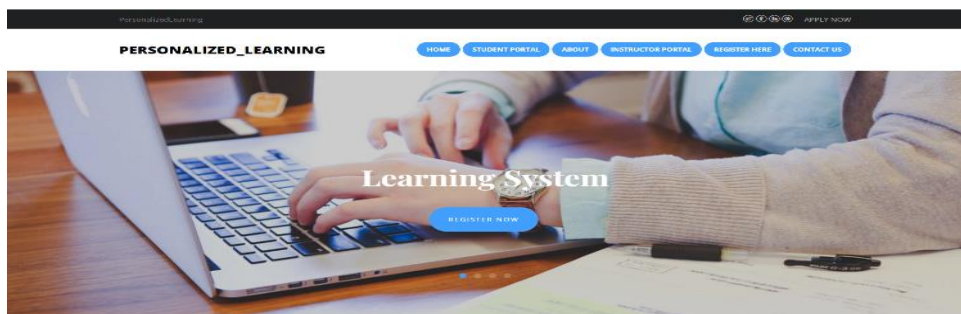 PersonalizedLearning APPLY NOW
PERSONALIZED_LEARNING HOME STUDENT PORTAL ABOUT INSTRUCTOR PORTAL REGISTER HERE CONTACT US
Learning System
REGISTER NOW